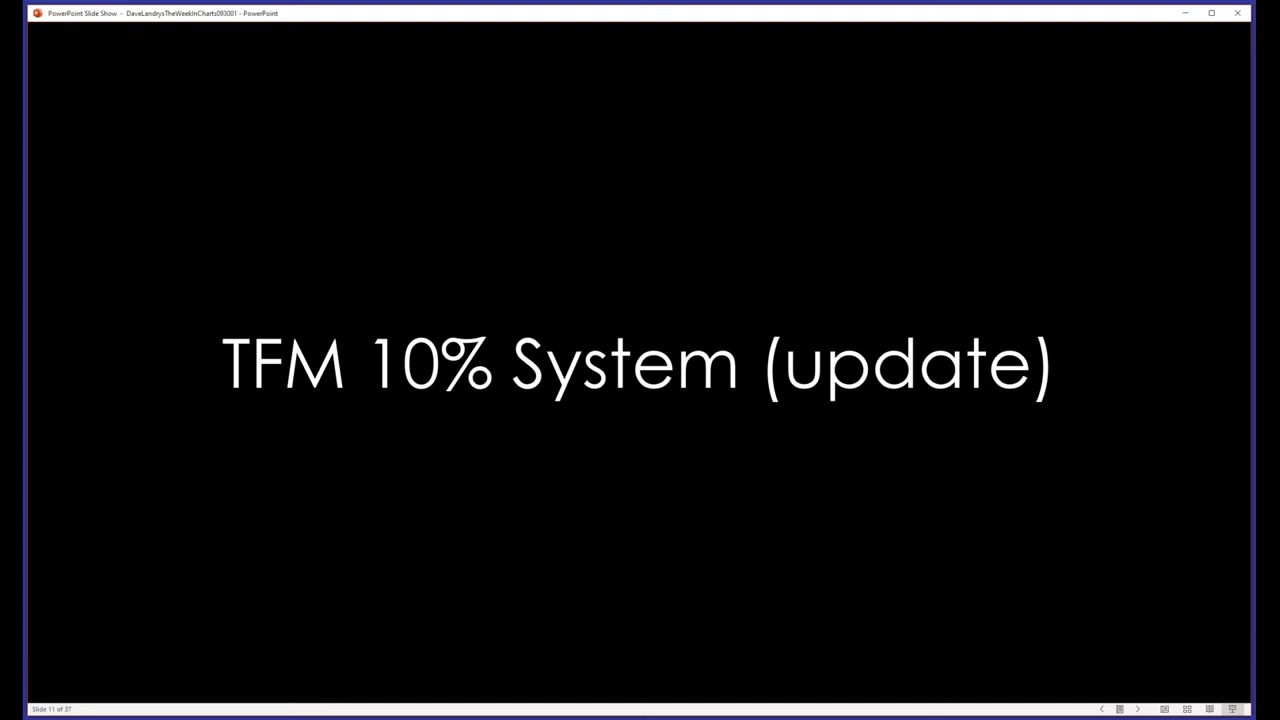 PowerPoint Slide Show - DaveLandrysTheWeekInCharts093001 - PowerPoint
TFM 10% System (update)
Slide 11 of 37